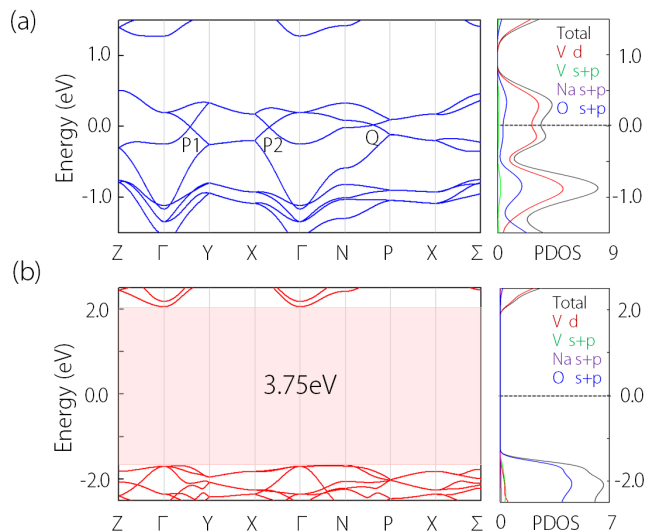 (a)
Energy (eV)
1.0
0.0
-1.0
P1
P2
Q
Z Γ Y X Γ N P X Σ
Total
V d
V s+p
Na s+p
O s+p
1.0
0.0
-1.0
0 PDOS 9
(b)
Energy (eV)
2.0
0.0
-2.0
3.75eV
Z Γ Y X Γ N P X Σ
Total
V d
V s+p
Na s+p
O s+p
2.0
0.0
-2.0
0 PDOS 7